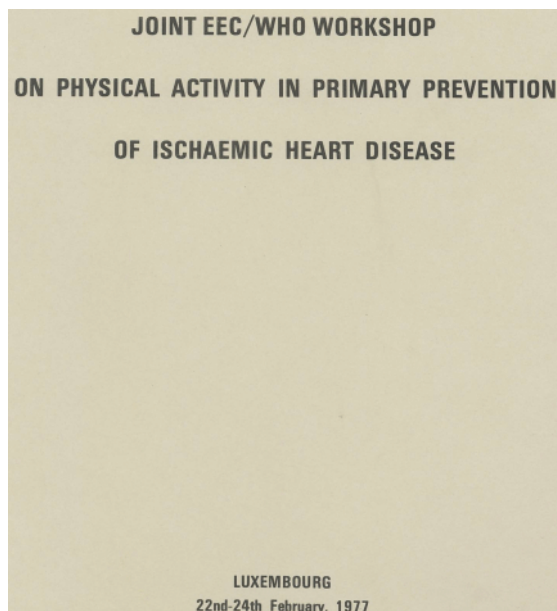 JOINT EEC/WHO WORKSHOP
ON PHYSICAL ACTIVITY IN PRIMARY PREVENTION
OF ISCHAEMIC HEART DISEASE
LUXEMBOURG
22nd-24th February, 1977